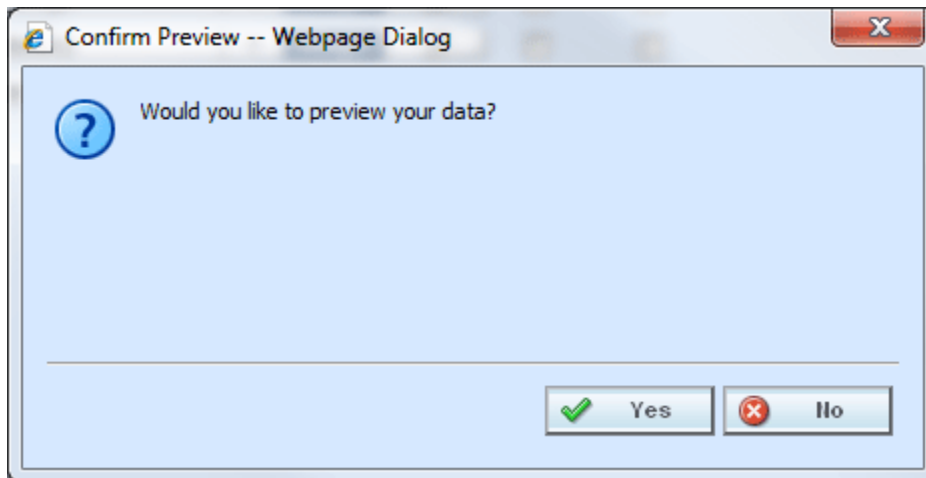 Confirm Preview -- Webpage Dialog
Would you like to preview your data?
Yes
No